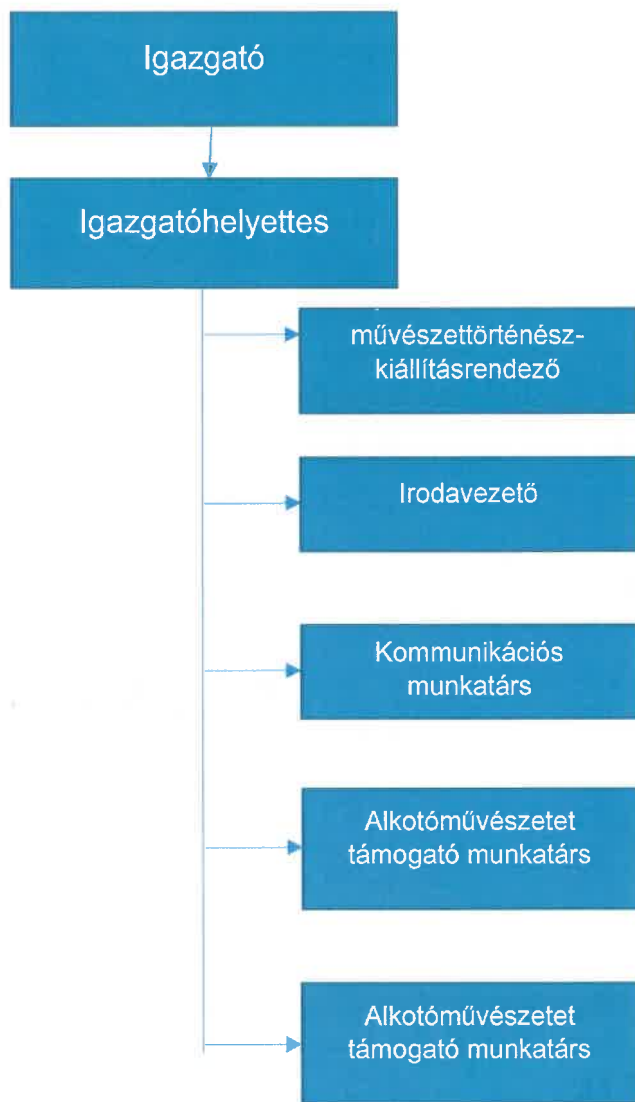 Igazgató
Igazgatóhelyettes
művészettörténész-
kiállításrendező
Irodavezető
Kommunikációs
munkatárs
Alkotóművészetet
támogató munkatárs
Alkotóművészetet
támogató munkatárs